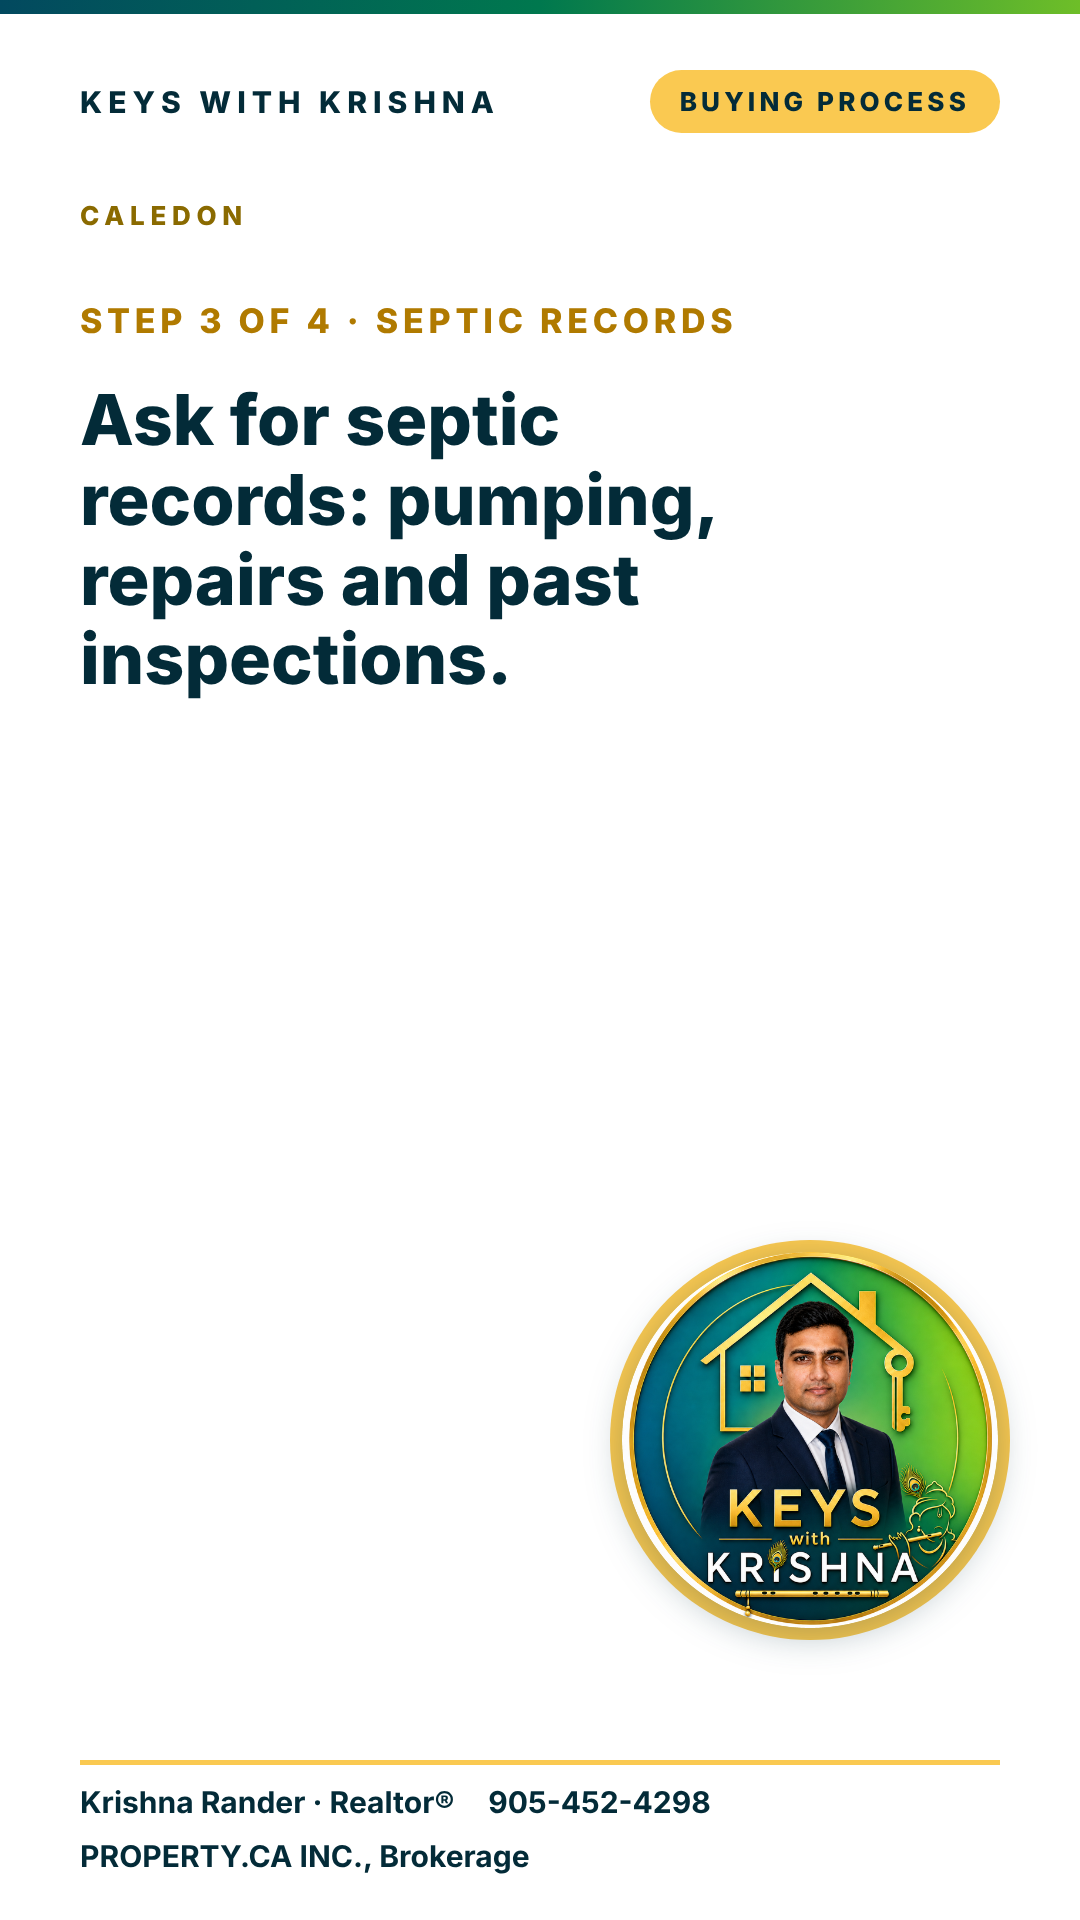 KEYS WITH KRISHNA
BUYING PROCESS
CALEDON
STEP 3 OF 4 · SEPTIC RECORDS
Ask for septic
records: pumping,
repairs and past
inspections.
KEYS
with
KRISHNA
Krishna Rander · Realtor® 905-452-4298
PROPERTY.CA INC., Brokerage